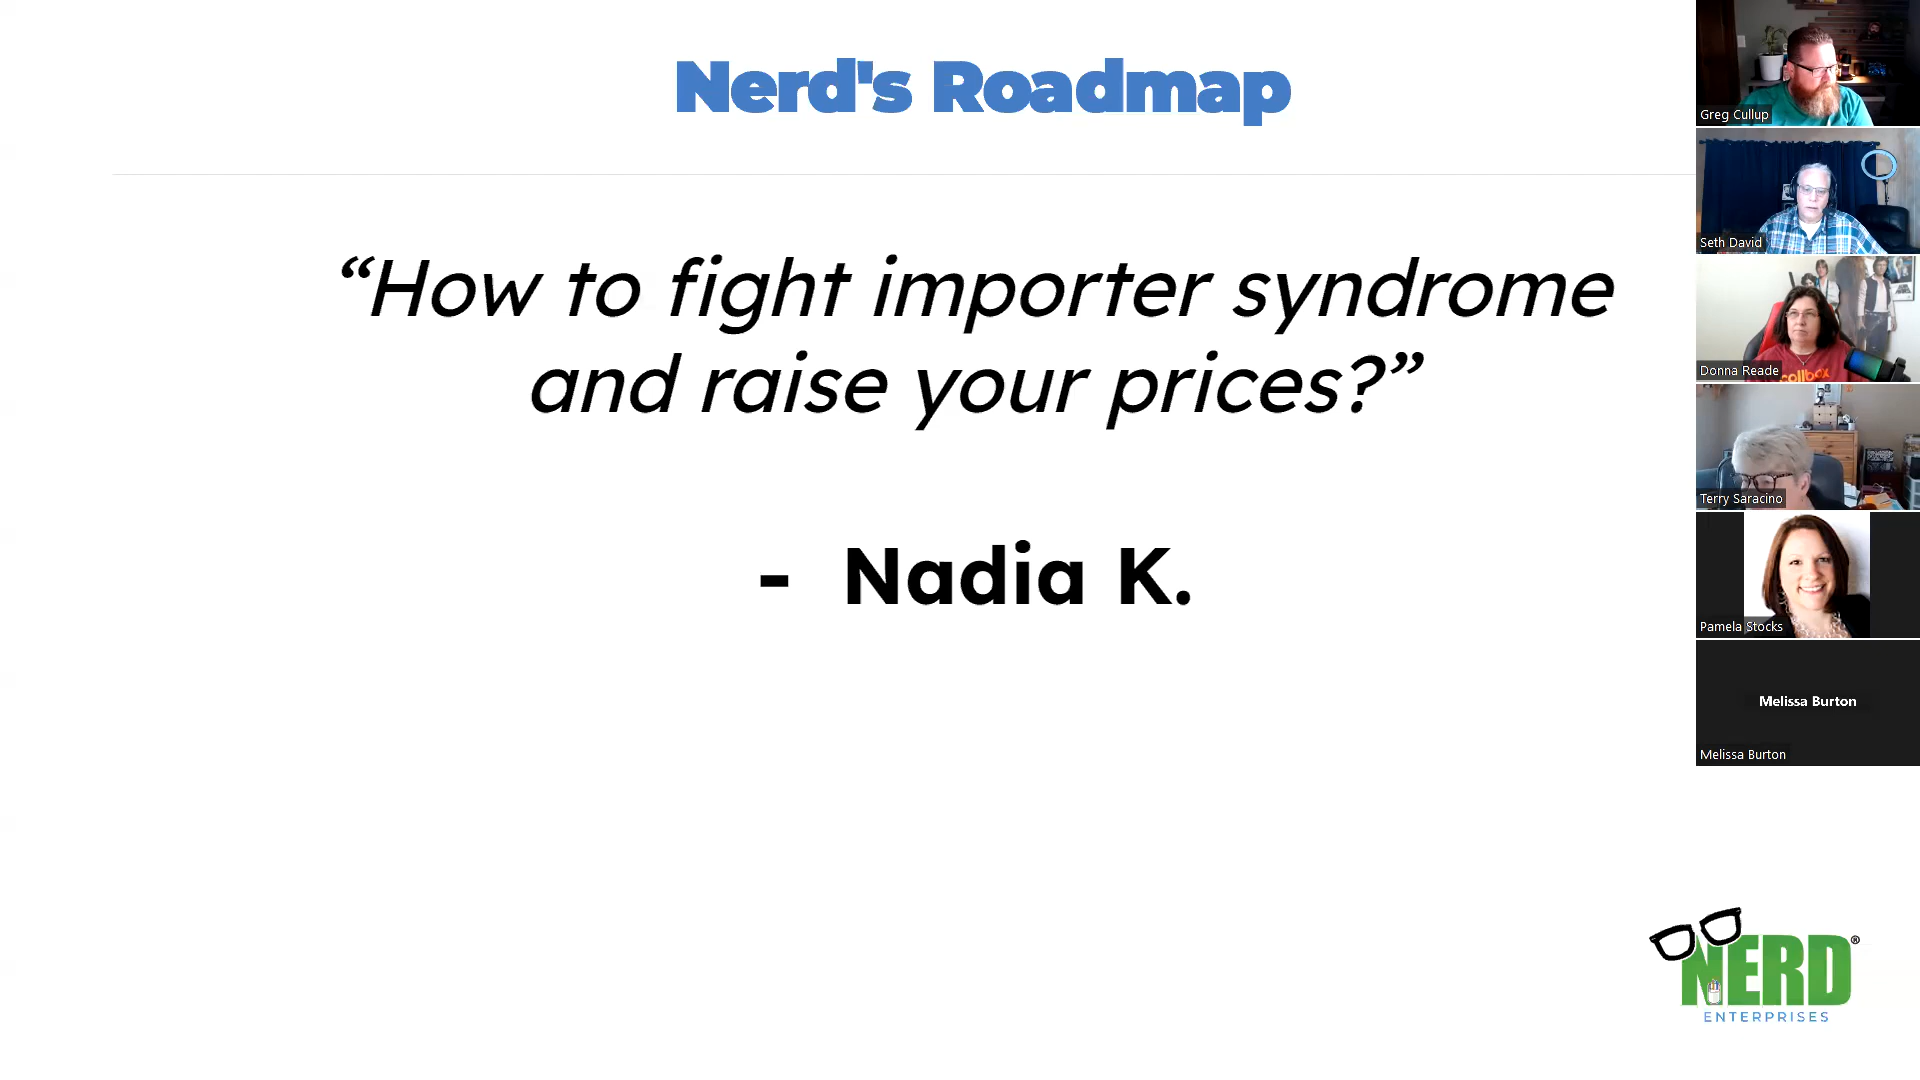 Nerd's Roadmap
“How to fight importer syndrome
and raise your prices?”
- Nadia K.
Greg Cullup
Seth David
Donna Reade
Terry Saracino
Pamela Stocks
Melissa Burton
Melissa Burton
NERD®
ENTERPRISES